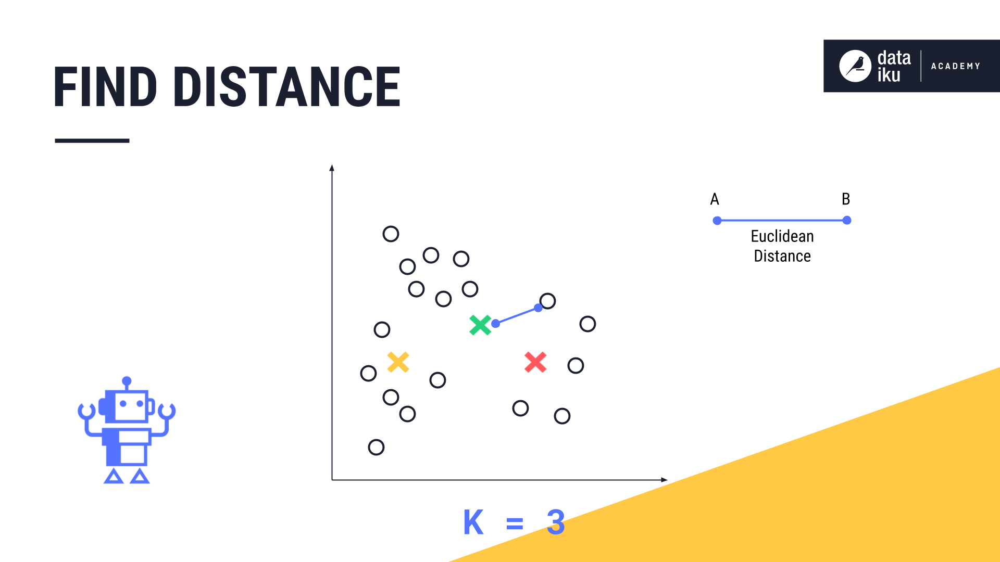 FIND DISTANCE
data
iku
ACADEMY
A
B
Euclidean
Distance
K = 3